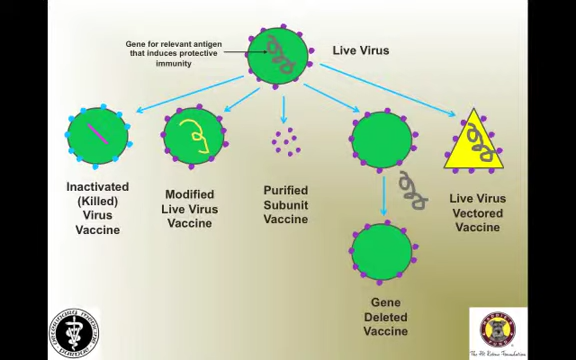 Gene for relevant antigen
that induces protective
immunity
Live Virus
Inactivated
(Killed)
Virus
Vaccine
Modified
Live Virus
Vaccine
Purified
Subunit
Vaccine
Live Virus
Vectored
Vaccine
Gene
Deleted
Vaccine